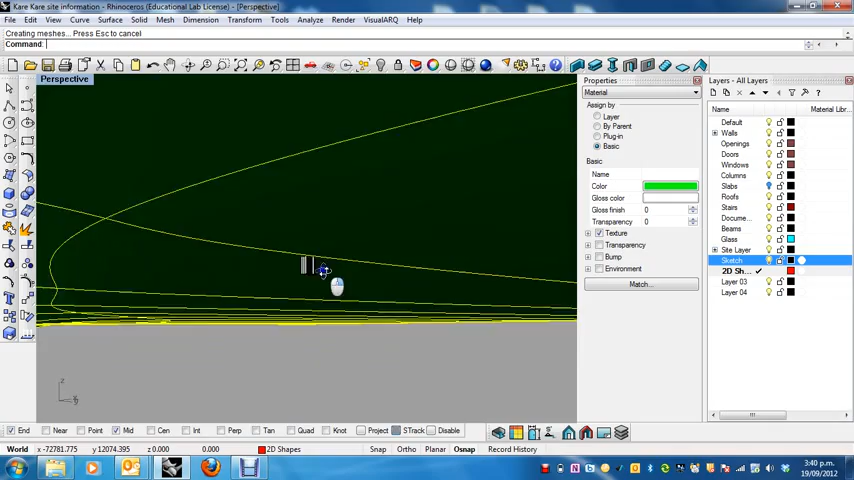 Kare Kare site information - Rhinoceros (Educational Lab License) - [Perspective]
File Edit View Curve Surface Solid Mesh Dimension Transform Tools Analyze Render VisualARQ Help
Creating meshes... Press Esc to cancel
Command:
Perspective
Properties
Material
Assign by
Layer
By Parent
Plug-in
Basic
Basic
Name
Color
Gloss color
Gloss finish 0
Transparency 0
Texture
Transparency
Bump
Environment
Match...
Layers - All Layers
Name Material Libr
Default
Walls
Openings
Doors
Windows
Columns
Slabs
Roofs
Stairs
Docume...
Beams
Glass
Site Layer
Sketch
2D Sh...
Layer 03
Layer 04
z
End Near Point Mid Cen Int Perp Tan Quad Knot Project STrack Disable
World x -72781.775 y 12074.395 z 0.000 0.000 2D Shapes Snap Ortho Planar Osnap Record History
3:40 p.m.
19/09/2012